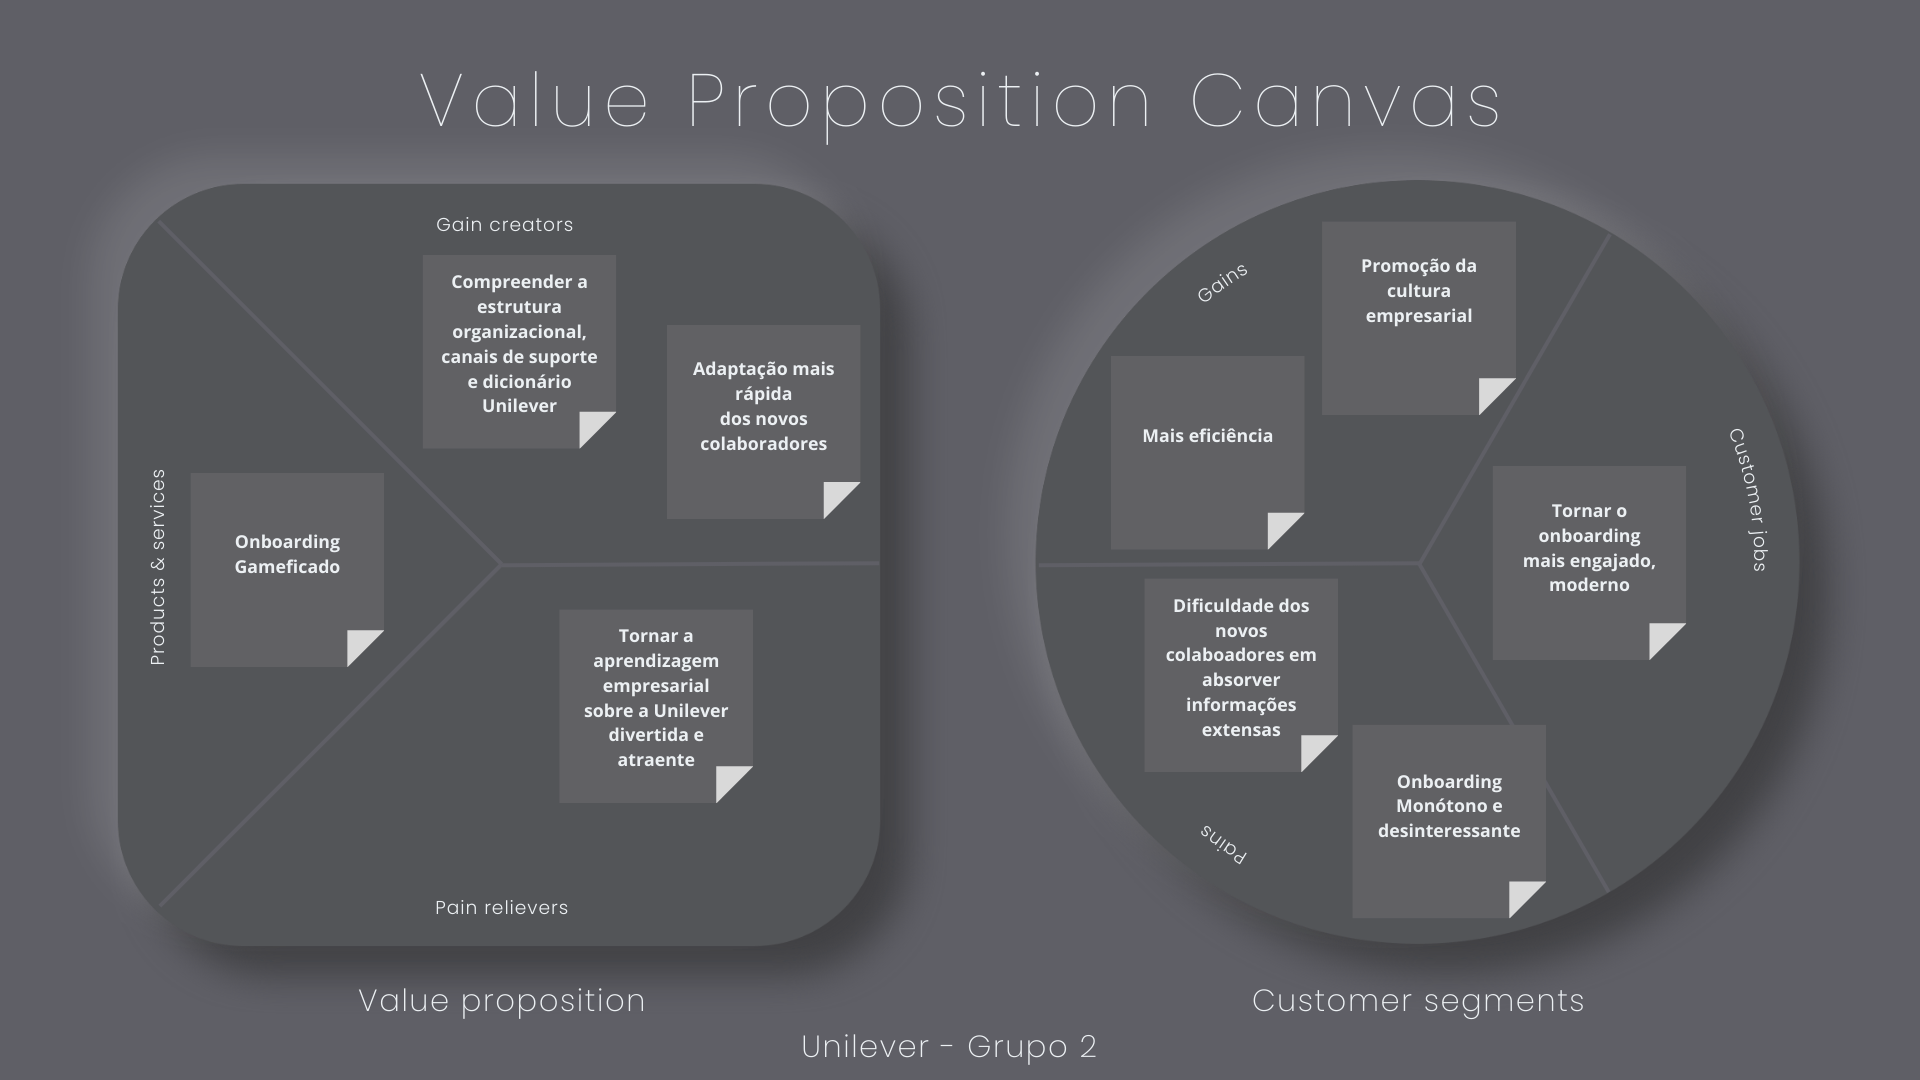 Value Proposition Canvas
Gain creators
Compreender a
estrutura
organizacional,
canais de suporte
e dicionário
Unilever
Adaptação mais
rápida
dos novos
colaboradores
Products & services
Onboarding
Gameficado
Tornar a
aprendizagem
empresarial
sobre a Unilever
divertida e
atraente
Pain relievers
Value proposition
Gains
Promoção da
cultura
empresarial
Mais eficiência
Customer jobs
Tornar o
onboarding
mais engajado,
moderno
Dificuldade dos
novos
colaboadores em
absorver
informações
extensas
Onboarding
Monótono e
desinteressante
Pains
Customer segments
Unilever - Grupo 2